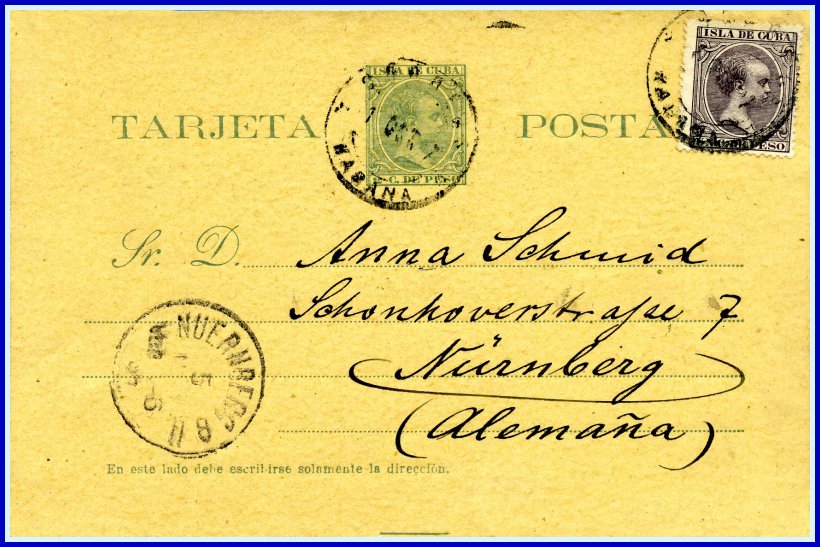 ISLA DE CUBA
ISLA DE CUBA
TARJETA POSTAL
C. DE PESO
PESO
HABANA
Sr. D. Anna Schmid
Schonhoverstraße 7
Nürnberg
(Alemaña)
NUERNBERG
En este lado debe escribirse solamente la dirección.